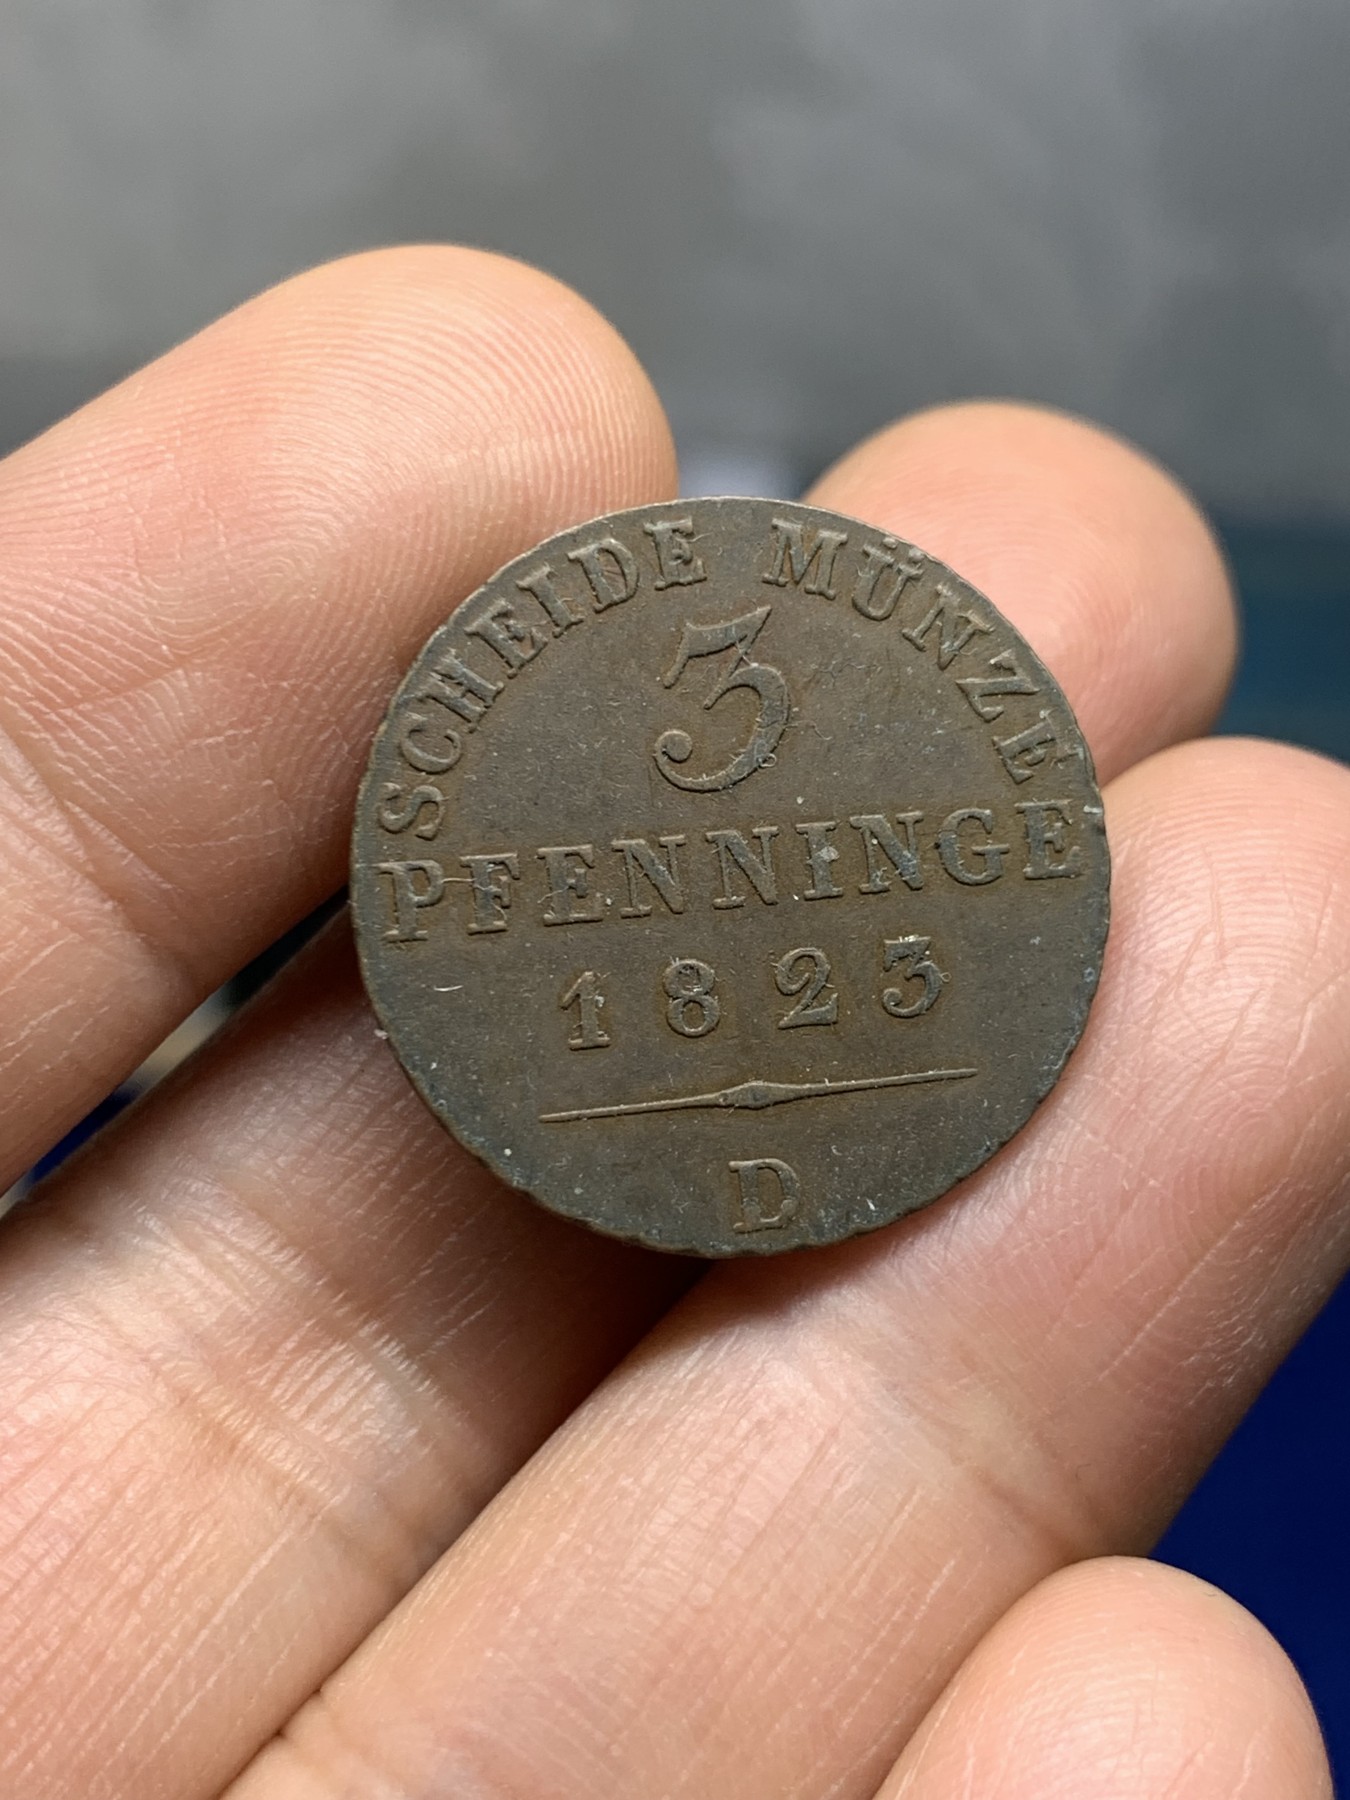 SCHEIDE MÜNZE
3
PFENNINGE
1823
D